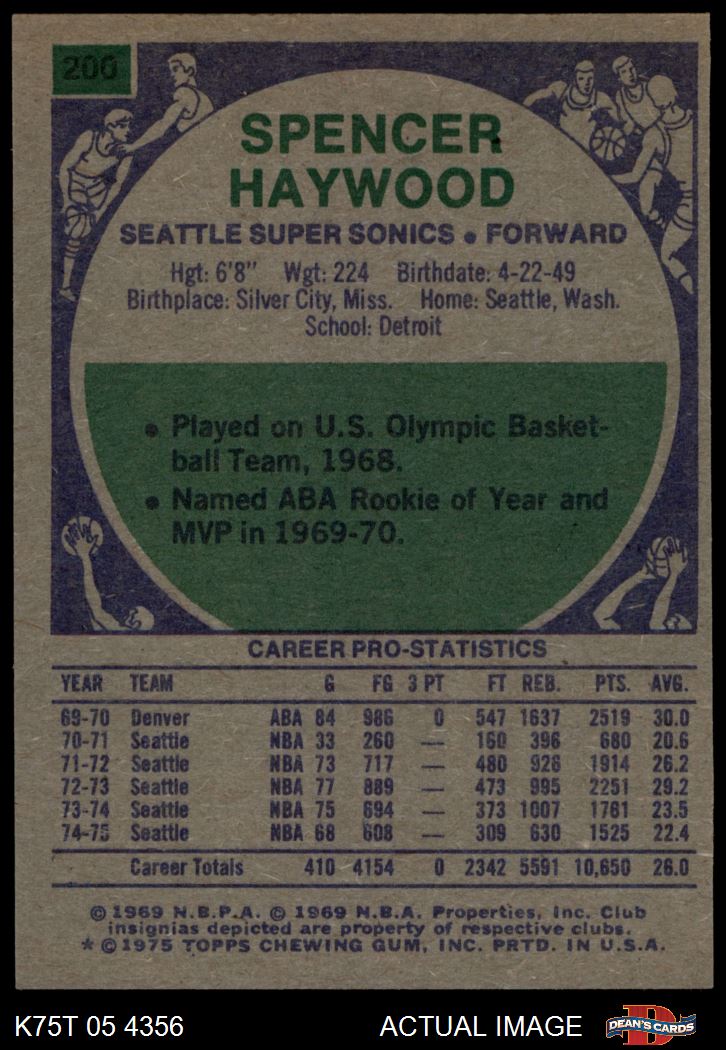 200
SPENCER
HAYWOOD
SEATTLE SUPER SONICS • FORWARD
Hgt: 6'8" Wgt: 224 Birthdate: 4-22-49
Birthplace: Silver City, Miss. Home: Seattle, Wash.
School: Detroit
• Played on U.S. Olympic Basket-
ball Team, 1968.
• Named ABA Rookie of Year and
MVP in 1969-70.
CAREER PRO-STATISTICS
YEAR TEAM G FG 3 PT FT REB. PTS. AVG.
69-70 Denver ABA 84 986 0 547 1637 2519 30.0
70-71 Seattle NBA 33 260 — 160 396 680 20.6
71-72 Seattle NBA 73 717 — 480 926 1914 26.2
72-73 Seattle NBA 77 889 — 473 995 2251 29.2
73-74 Seattle NBA 75 694 — 373 1007 1761 23.5
74-75 Seattle NBA 68 608 — 309 630 1525 22.4
Career Totals 410 4154 0 2342 5591 10,650 26.0
© 1969 N.B.P.A. © 1969 N.B.A. Properties, Inc. Club
insignias depicted are property of respective clubs.
* © 1975 TOPPS CHEWING GUM, INC. PRTD. IN U.S.A.
K75T 05 4356 ACTUAL IMAGE DEAN'S CARDS